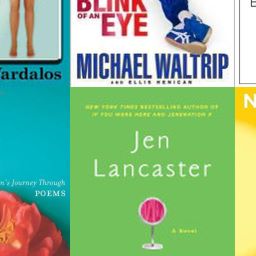 BLINK
OF AN EYE
MICHAEL WALTRIP
AND ELLIS HENICAN
Vardalos
NEW YORK TIMES BESTSELLING AUTHOR OF
IF YOU WERE HERE AND JENERATION X
Jen
Lancaster
A Novel
n's Journey Through
POEMS
N